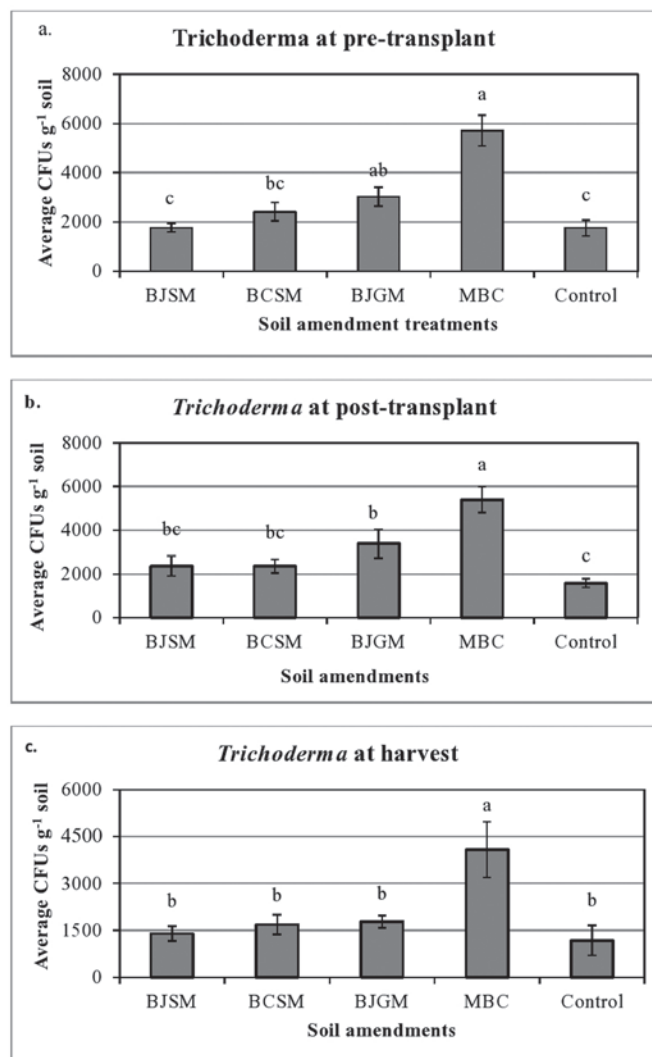 a.
Trichoderma at pre-transplant
Average CFUs g⁻¹ soil
8000
6000
4000
2000
0
c
bc
ab
a
c
BJSM BCSM BJGM MBC Control
Soil amendment treatments
b.
Trichoderma at post-transplant
Average CFUs g⁻¹ soil
8000
6000
4000
2000
0
bc
bc
b
a
c
BJSM BCSM BJGM MBC Control
Soil amendments
c.
Trichoderma at harvest
Average CFUs g⁻¹ soil
6000
4500
3000
1500
0
b
b
b
a
b
BJSM BCSM BJGM MBC Control
Soil amendments